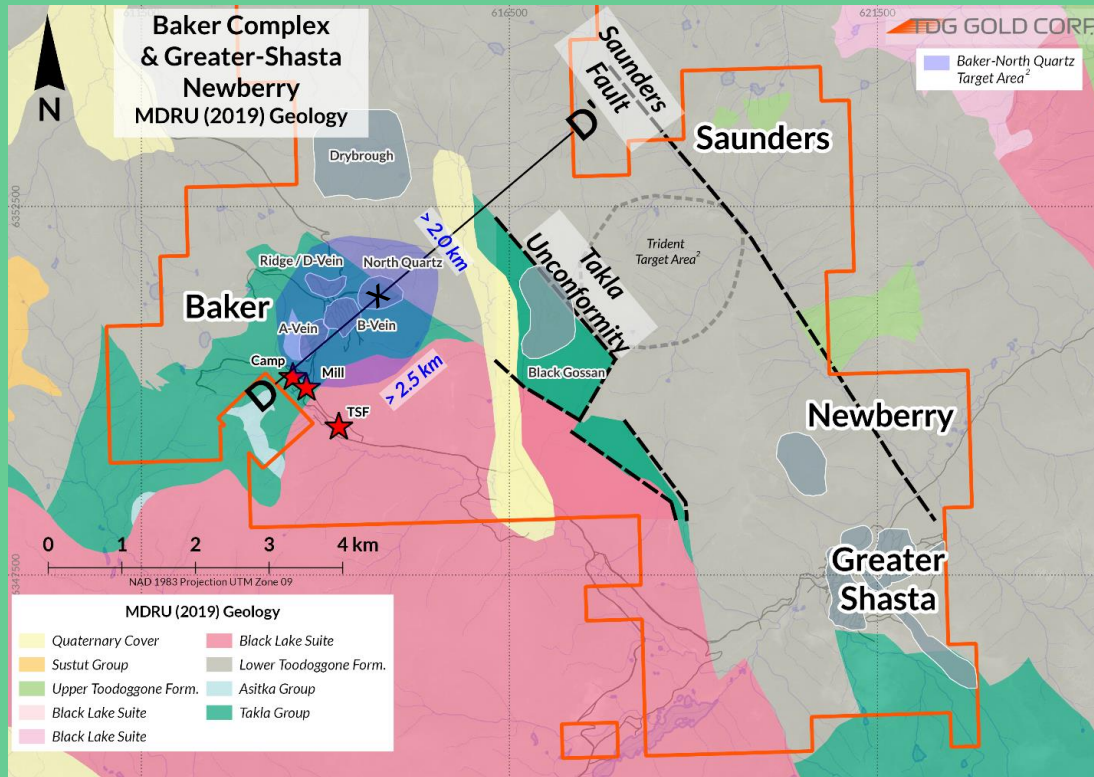 Baker Complex
& Greater-Shasta
Newberry
MDRU (2019) Geology
N
611500
616500
621500
TDG GOLD CORP.
Baker-North Quartz
Target Area²
Saunders
Fault
D'
Saunders
Drybrough
6352500
> 2.0 km
Takla
Unconformity
Trident
Target Area²
Ridge / D-Vein
North Quartz
X
Baker
A-Vein
B-Vein
Camp
Mill
D
> 2.5 km
Black Gossan
TSF
Newberry
Greater
Shasta
0 1 2 3 4 km
NAD 1983 Projection UTM Zone 09
6347500
MDRU (2019) Geology
Quaternary Cover
Sustut Group
Upper Toodoggone Form.
Black Lake Suite
Black Lake Suite
Black Lake Suite
Lower Toodoggone Form.
Asitka Group
Takla Group